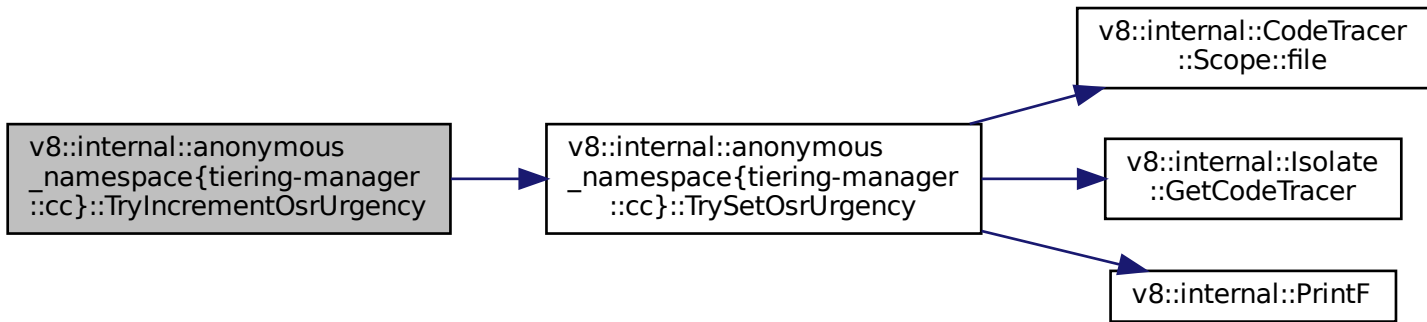 v8::internal::anonymous
_namespace{tiering-manager
::cc}::TryIncrementOsrUrgency
v8::internal::anonymous
_namespace{tiering-manager
::cc}::TrySetOsrUrgency
v8::internal::CodeTracer
::Scope::file
v8::internal::Isolate
::GetCodeTracer
v8::internal::PrintF